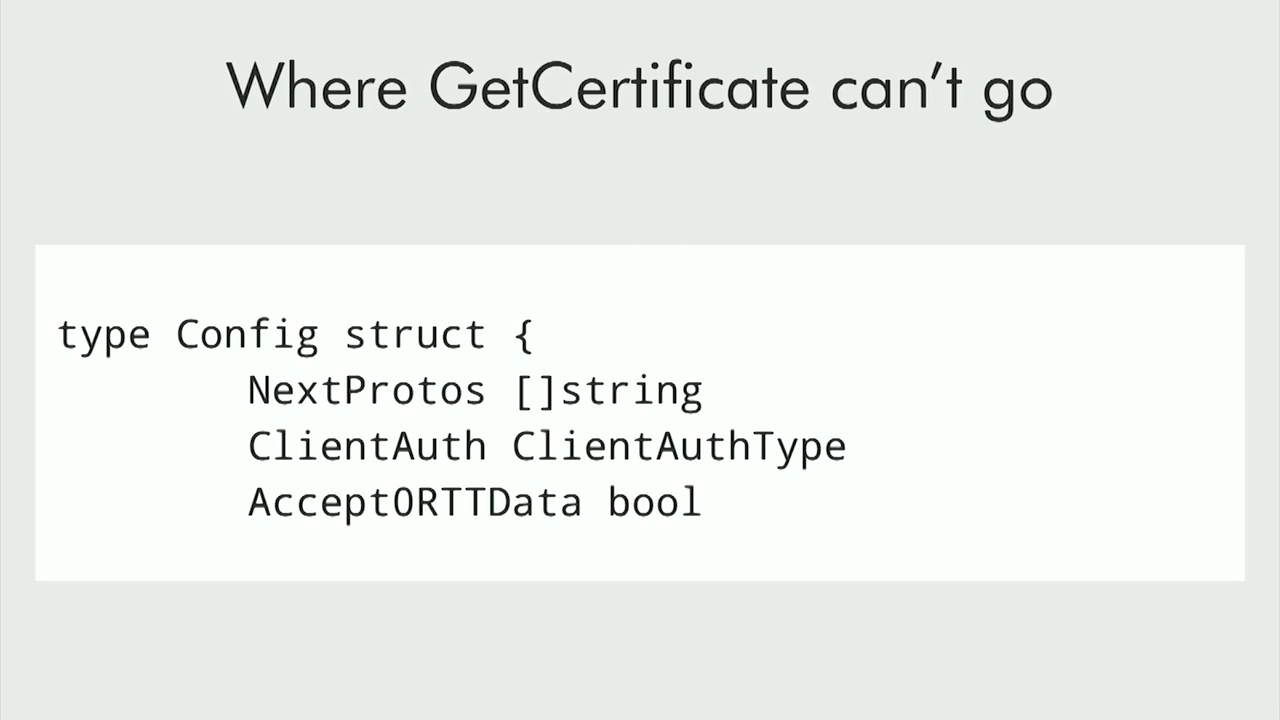 Where GetCertificate can't go
type Config struct {
NextProtos []string
ClientAuth ClientAuthType
Accept0RTTData bool